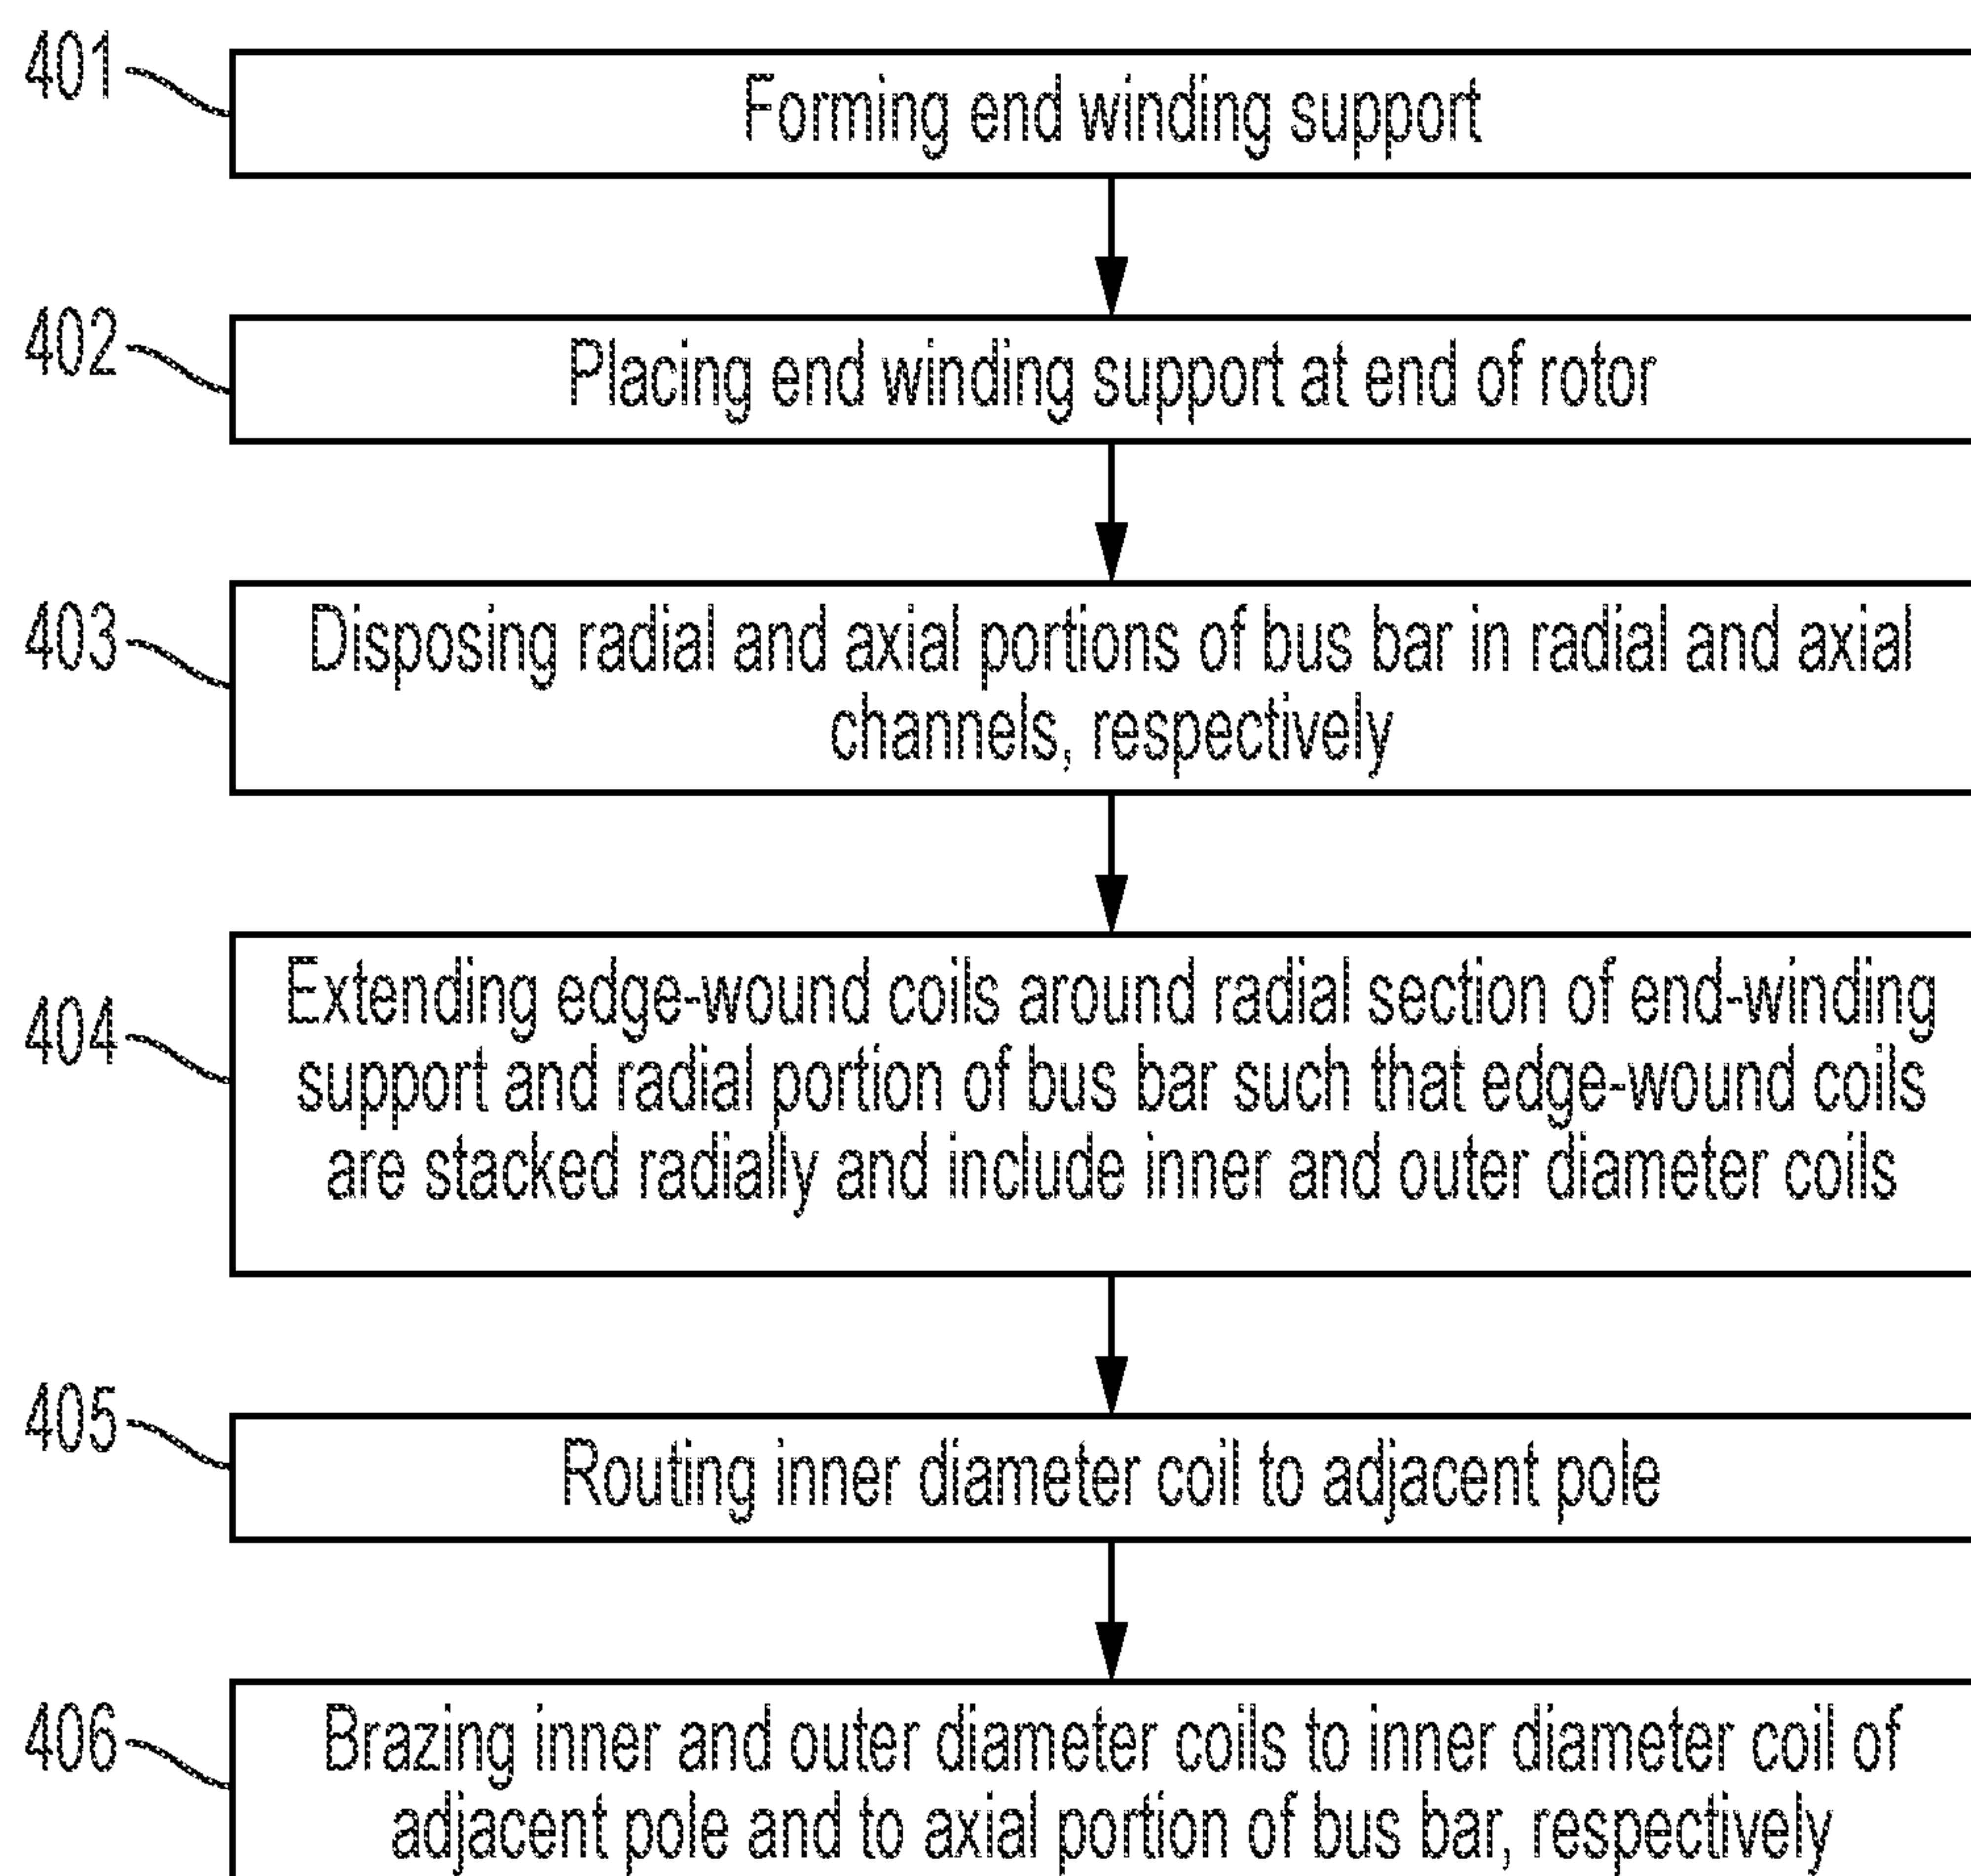 401
Forming end winding support
402
Placing end winding support at end of rotor
403
Disposing radial and axial portions of bus bar in radial and axial
channels, respectively
404
Extending edge-wound coils around radial section of end-winding
support and radial portion of bus bar such that edge-wound coils
are stacked radially and include inner and outer diameter coils
405
Routing inner diameter coil to adjacent pole
406
Brazing inner and outer diameter coils to inner diameter coil of
adjacent pole and to axial portion of bus bar, respectively